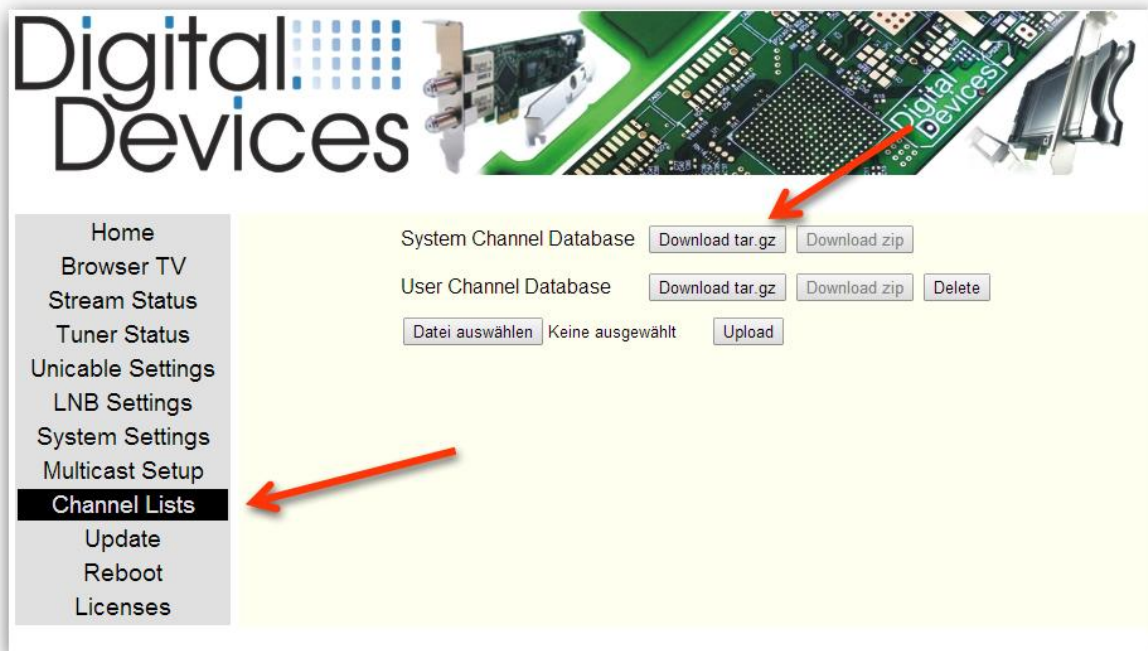 Digital
Devices
Digital
Devices
Home
Browser TV
Stream Status
Tuner Status
Unicable Settings
LNB Settings
System Settings
Multicast Setup
Channel Lists
Update
Reboot
Licenses
System Channel Database Download tar.gz Download zip
User Channel Database Download tar.gz Download zip Delete
Datei auswählen Keine ausgewählt Upload